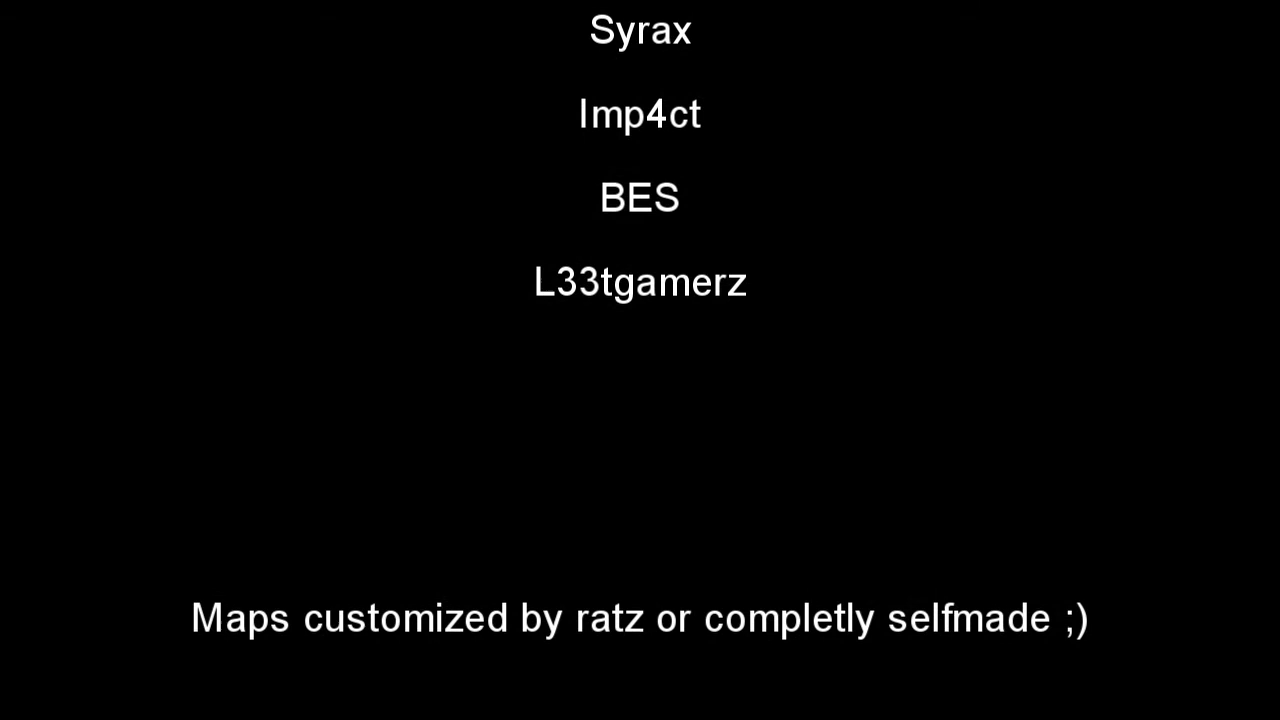 Syrax
Imp4ct
BES
L33tgamerz
Maps customized by ratz or completly selfmade ;)